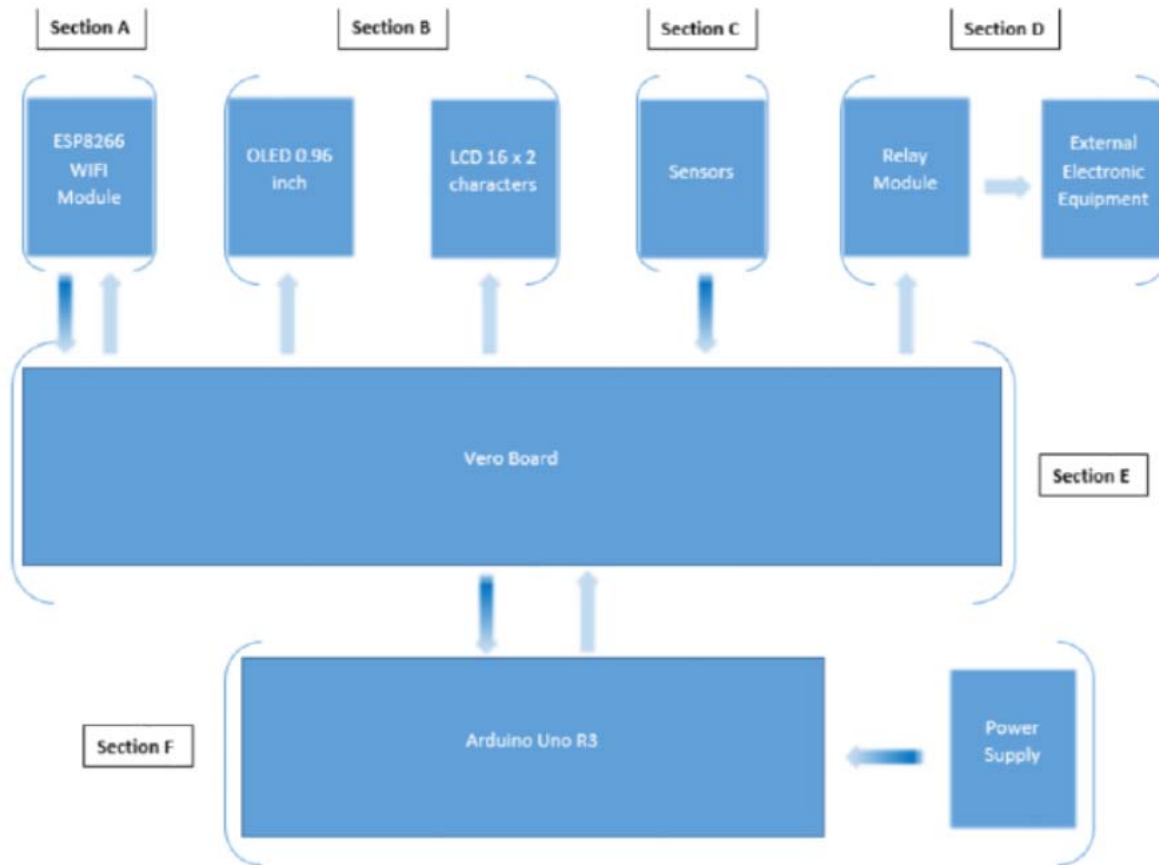 Section A
Section B
Section C
Section D
ESP8266
WIFI
Module
OLED 0.96
inch
LCD 16 x 2
characters
Sensors
Relay
Module
External
Electronic
Equipment
Vero Board
Section E
Section F
Arduino Uno R3
Power
Supply